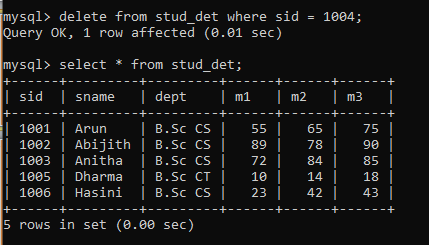 mysql> delete from stud_det where sid = 1004;
Query OK, 1 row affected (0.01 sec)
mysql> select * from stud_det;
+------+----------+---------+------+------+------+
| sid  | sname    | dept    | m1   | m2   | m3   |
+------+----------+---------+------+------+------+
| 1001 | Arun     | B.Sc CS |   55 |   65 |   75 |
| 1002 | Abijith  | B.Sc CS |   89 |   78 |   90 |
| 1003 | Anitha   | B.Sc CS |   72 |   84 |   85 |
| 1005 | Dharma   | B.Sc CT |   10 |   14 |   18 |
| 1006 | Hasini   | B.Sc CS |   23 |   42 |   43 |
+------+----------+---------+------+------+------+
5 rows in set (0.00 sec)